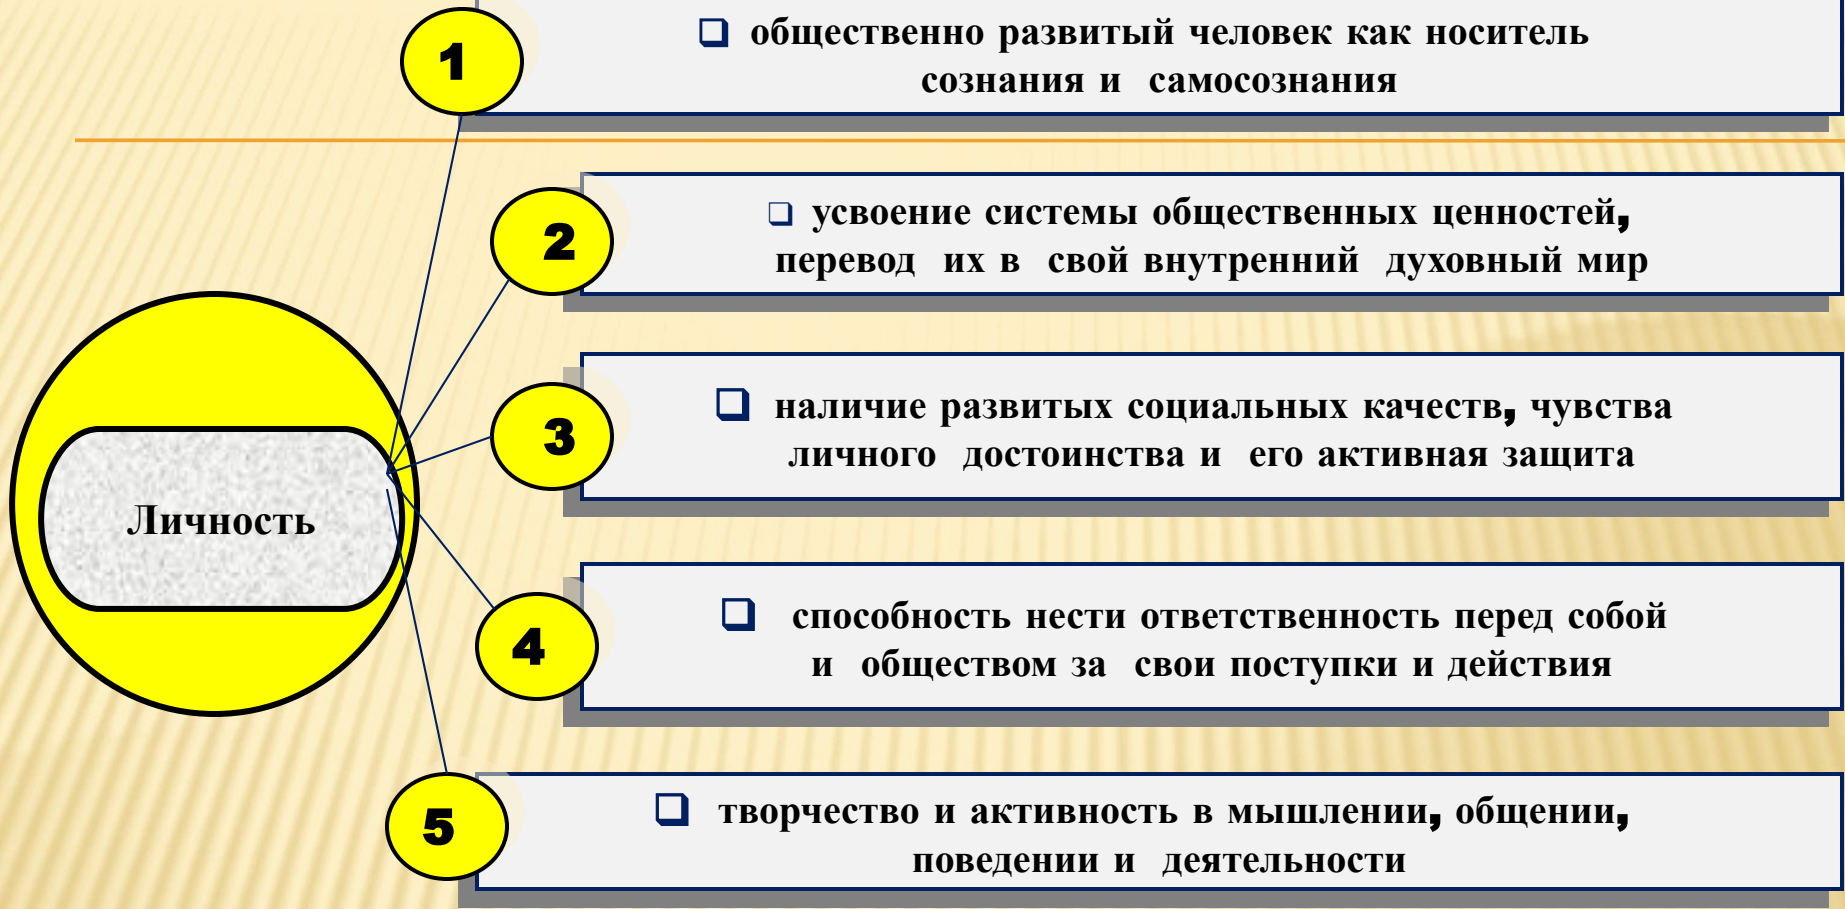 1
общественно развитый человек как носитель
сознания и самосознания
2
усвоение системы общественных ценностей,
перевод их в свой внутренний духовный мир
3
наличие развитых социальных качеств, чувства
личного достоинства и его активная защита
Личность
4
способность нести ответственность перед собой
и обществом за свои поступки и действия
5
творчество и активность в мышлении, общении,
поведении и деятельности